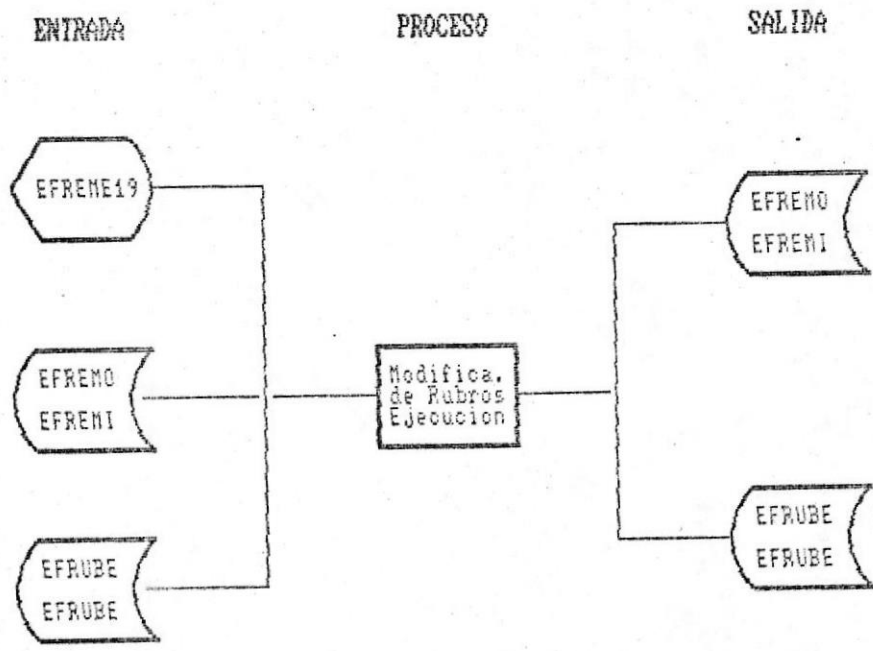 ENTRADA PROCESO SALIDA
EFREME19
EFREMO
EFREMI
EFREMO
EFREMI
Modifica.
de Rubros
Ejecucion
EFRUBE
EFRUBE
EFRUBE
EFRUBE